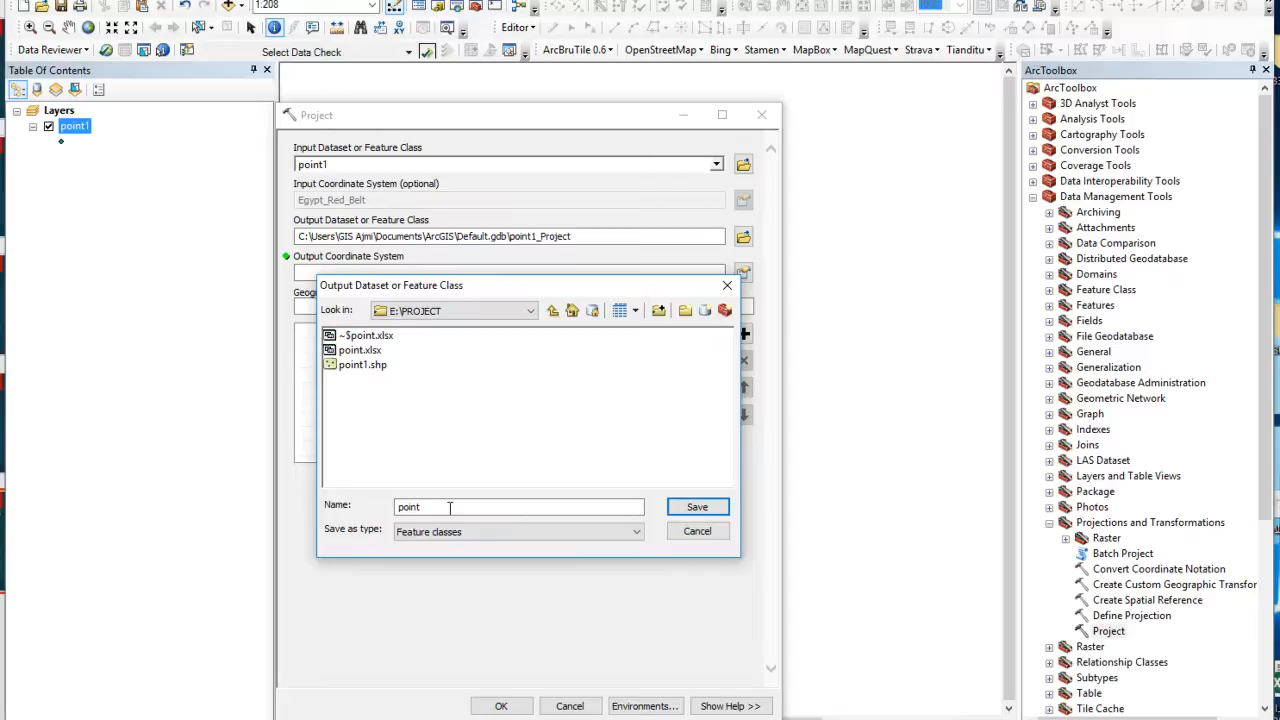 1:208
Editor
Data Reviewer
Select Data Check
ArcBruTile 0.6
OpenStreetMap
Bing
Stamen
MapBox
MapQuest
Strava
Tianditu
Table Of Contents
Layers
point1
Project
Input Dataset or Feature Class
point1
Input Coordinate System (optional)
Egypt_Red_Belt
Output Dataset or Feature Class
C:\Users\GIS Ajmi\Documents\ArcGIS\Default.gdb\point1_Project
Output Coordinate System
Geog
Output Dataset or Feature Class
Look in:
E:\PROJECT
~$point.xlsx
point.xlsx
point1.shp
Name:
point
Save
Save as type:
Feature classes
Cancel
OK
Cancel
Environments...
Show Help >>
ArcToolbox
ArcToolbox
3D Analyst Tools
Analysis Tools
Cartography Tools
Conversion Tools
Coverage Tools
Data Interoperability Tools
Data Management Tools
Archiving
Attachments
Data Comparison
Distributed Geodatabase
Domains
Feature Class
Features
Fields
File Geodatabase
General
Generalization
Geodatabase Administration
Geometric Network
Graph
Indexes
Joins
LAS Dataset
Layers and Table Views
Package
Photos
Projections and Transformations
Raster
Batch Project
Convert Coordinate Notation
Create Custom Geographic Transfor
Create Spatial Reference
Define Projection
Project
Raster
Relationship Classes
Subtypes
Table
Tile Cache